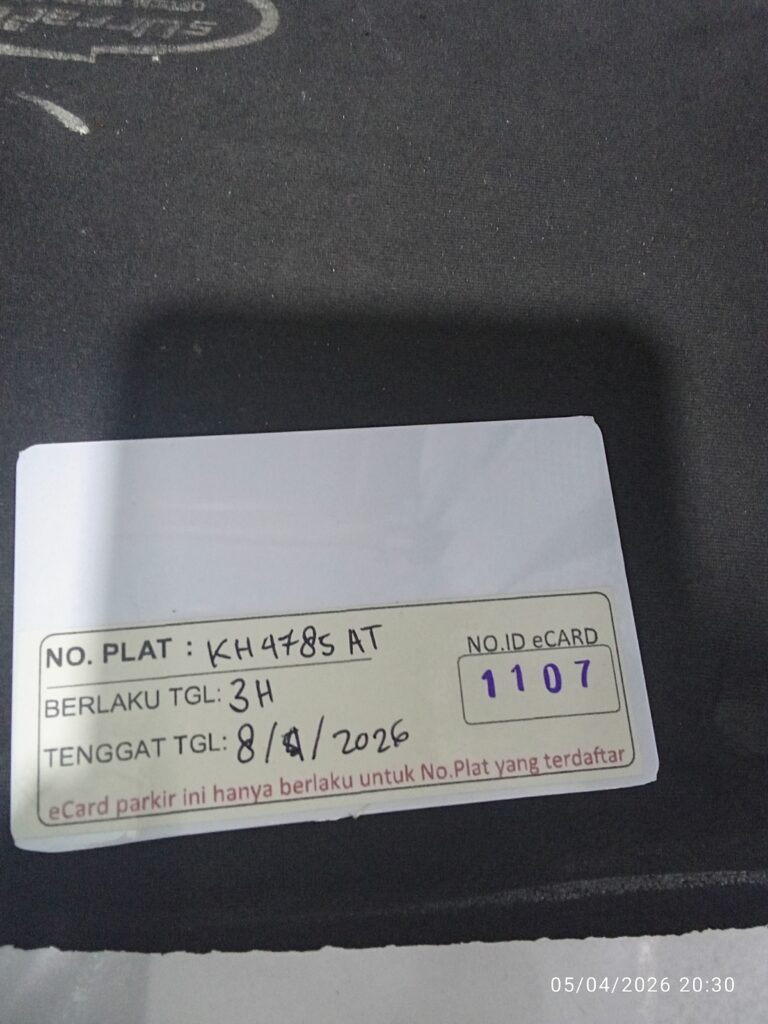 NO. PLAT : KH 4785 AT
NO.ID eCARD
1107
BERLAKU TGL: 3H
TENGGAT TGL: 8/4/2026
eCard parkir ini hanya berlaku untuk No.Plat yang terdaftar
05/04/2026 20:30